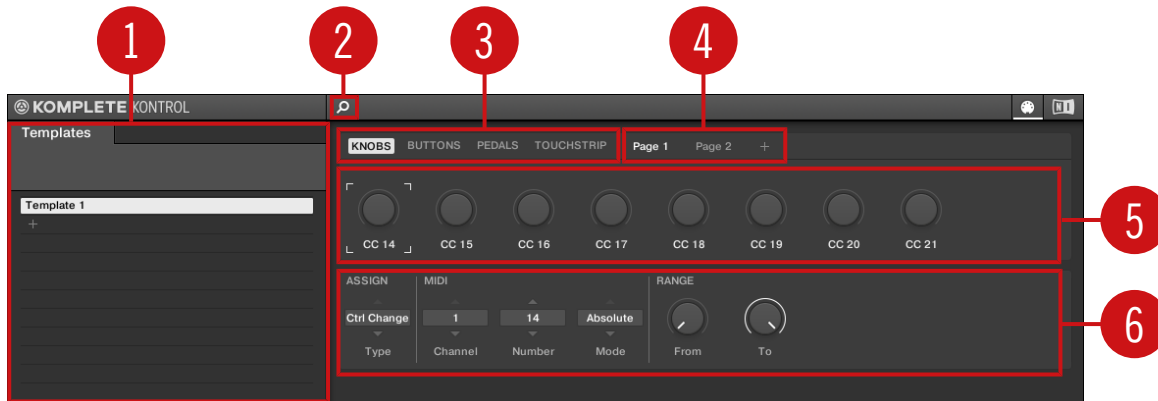 1 2 3 4
KOMPLETE KONTROL
NI
Templates
KNOBS BUTTONS PEDALS TOUCHSTRIP Page 1 Page 2 +
Template 1
+
CC 14 CC 15 CC 16 CC 17 CC 18 CC 19 CC 20 CC 21
5
ASSIGN MIDI RANGE
Ctrl Change 1 14 Absolute
Type Channel Number Mode From To
6